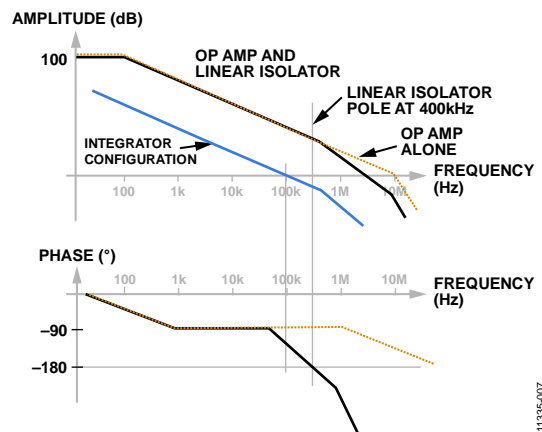 AMPLITUDE (dB)
100
OP AMP AND
LINEAR ISOLATOR
LINEAR ISOLATOR
POLE AT 400kHz
OP AMP
ALONE
INTEGRATOR
CONFIGURATION
FREQUENCY
(Hz)
100 1k 10k 100k 1M 10M
PHASE (°)
100 1k 10k 100k 1M 10M
FREQUENCY
(Hz)
–90
–180
11335-007